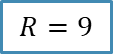 R = 9